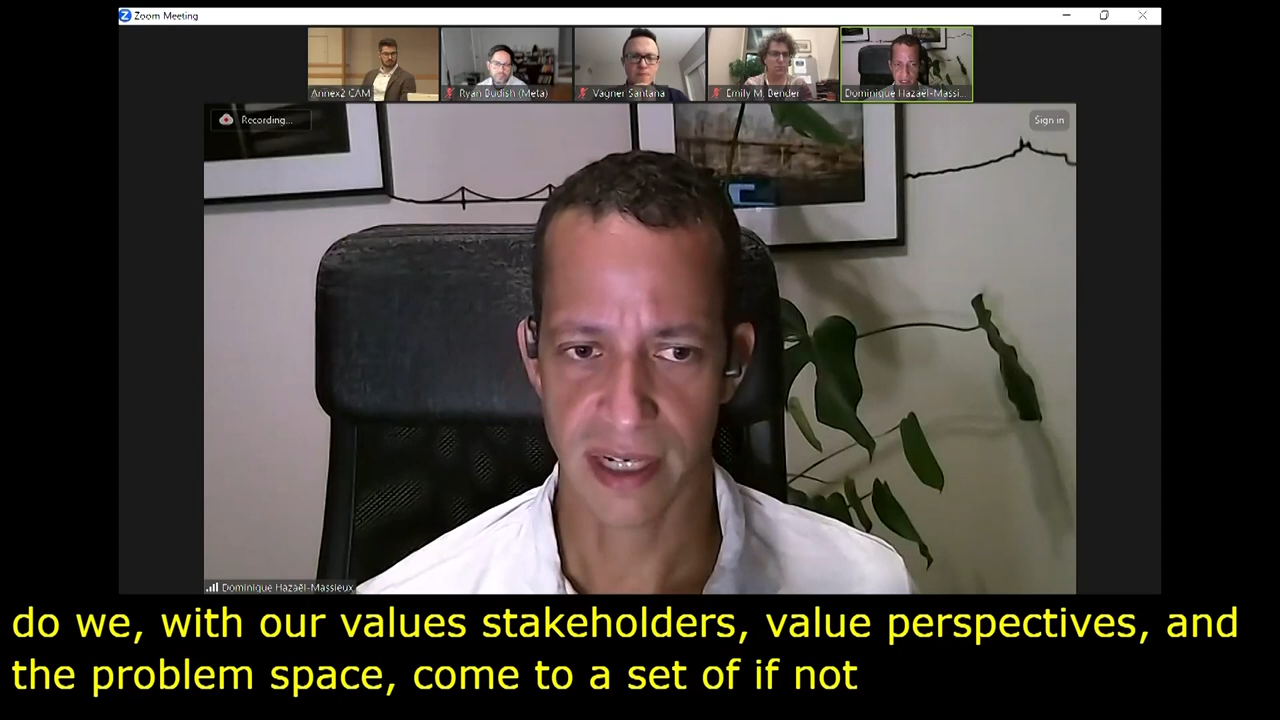 Zoom Meeting
Annex2 CAM
Ryan Budish (Meta)
Vagner Santana
Emily M. Bender
Dominique Hazaël-Massi...
Recording...
Sign in
Dominique Hazaël-Massieux
do we, with our values stakeholders, value perspectives, and
the problem space, come to a set of if not